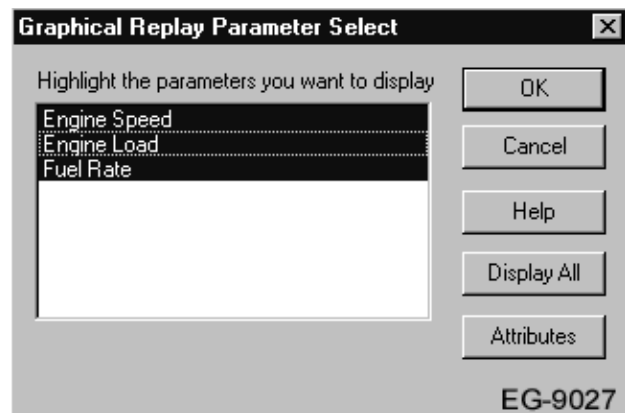 Graphical Replay Parameter Select
Highlight the parameters you want to display
Engine Speed
Engine Load
Fuel Rate
OK
Cancel
Help
Display All
Attributes
EG-9027